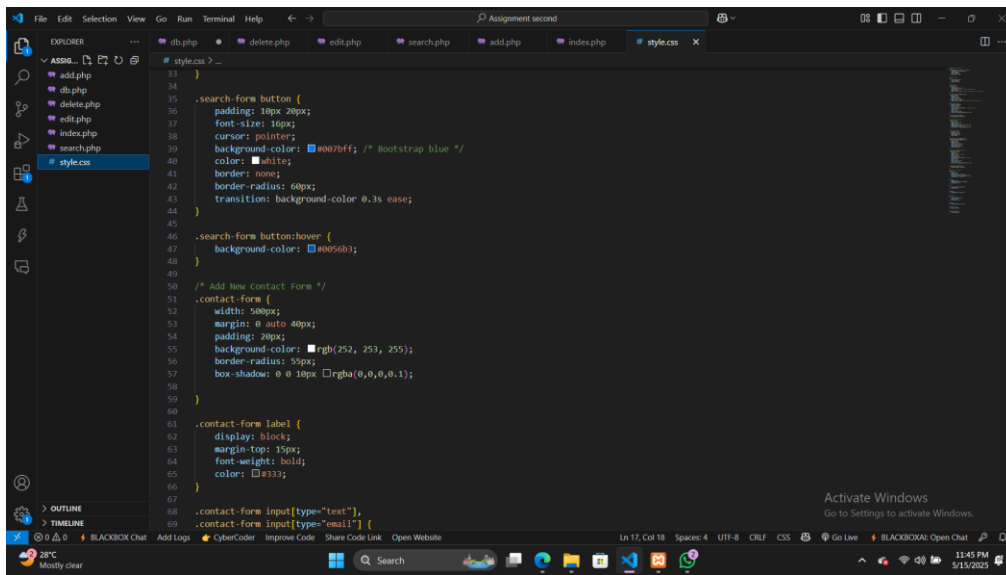 File Edit Selection View Go Run Terminal Help
Assignment second
EXPLORER
ASSIG...
add.php
db.php
delete.php
edit.php
index.php
search.php
# style.css
OUTLINE
TIMELINE
db.php
delete.php
edit.php
search.php
add.php
index.php
# style.css
# style.css > ...
33 }
34
35 .search-form button {
36 padding: 10px 20px;
37 font-size: 16px;
38 cursor: pointer;
39 background-color: #007bff; /* Bootstrap blue */
40 color: white;
41 border: none;
42 border-radius: 60px;
43 transition: background-color 0.3s ease;
44 }
45
46 .search-form button:hover {
47 background-color: #0056b3;
48 }
49
50 /* Add New Contact Form */
51 .contact-form {
52 width: 500px;
53 margin: 0 auto 40px;
54 padding: 20px;
55 background-color: rgb(252, 253, 255);
56 border-radius: 55px;
57 box-shadow: 0 0 10px rgba(0,0,0,0.1);
58
59 }
60
61 .contact-form label {
62 display: block;
63 margin-top: 15px;
64 font-weight: bold;
65 color: #333;
66 }
67
68 .contact-form input[type="text"],
69 .contact-form input[type="email"] {
Activate Windows
Go to Settings to activate Windows.
0 0 BLACKBOX Chat Add Logs CyberCoder Improve Code Share Code Link Open Website
Ln 17, Col 18 Spaces: 4 UTF-8 CRLF CSS Go Live BLACKBOXAI: Open Chat
2
28°C
Mostly clear
Search
2
11:45 PM
5/15/2025